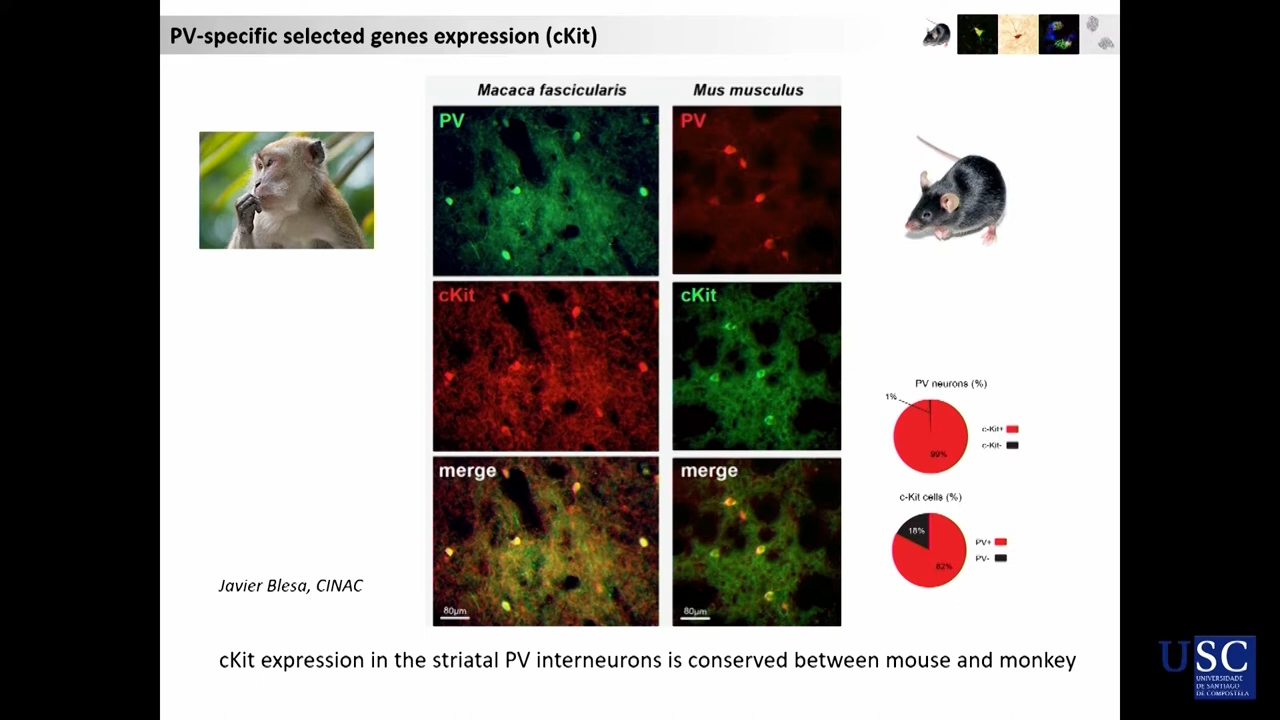 PV-specific selected genes expression (cKit)
Macaca fascicularis
Mus musculus
PV
PV
cKit
cKit
merge
merge
80µm
80µm
PV neurons (%)
1%
99%
c-Kit+
c-Kit-
c-Kit cells (%)
18%
82%
PV+
PV-
Javier Blesa, CINAC
cKit expression in the striatal PV interneurons is conserved between mouse and monkey
USC
UNIVERSIDADE
DE SANTIAGO
DE COMPOSTELA